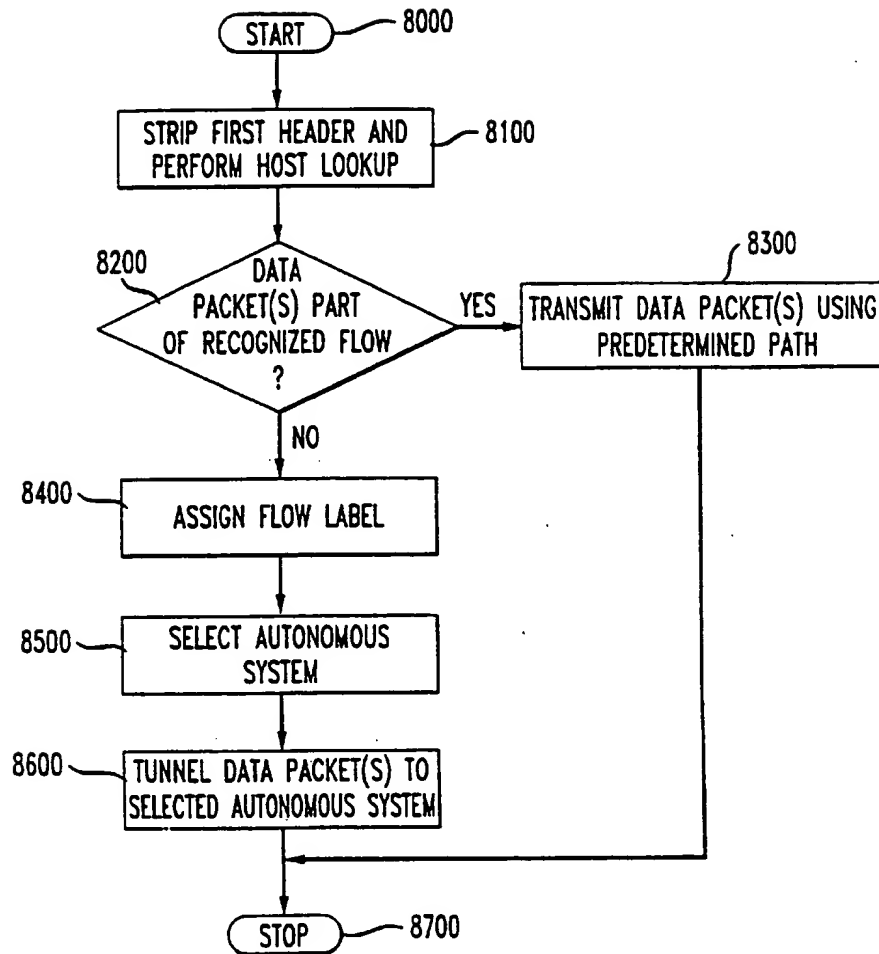 START
8000
STRIP FIRST HEADER AND
PERFORM HOST LOOKUP
8100
8200
DATA
PACKET(S) PART
OF RECOGNIZED FLOW
?
YES
8300
TRANSMIT DATA PACKET(S) USING
PREDETERMINED PATH
NO
8400
ASSIGN FLOW LABEL
8500
SELECT AUTONOMOUS
SYSTEM
8600
TUNNEL DATA PACKET(S) TO
SELECTED AUTONOMOUS SYSTEM
STOP
8700